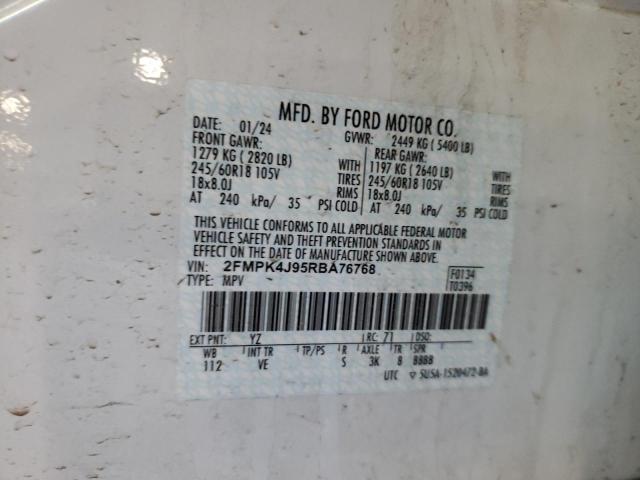 MFD. BY FORD MOTOR CO.
DATE: 01/24 GVWR: 2449 KG ( 5400 LB)
FRONT GAWR: REAR GAWR:
1279 KG ( 2820 LB) WITH 1197 KG ( 2640 LB) WITH
245/60R18 105V TIRES 245/60R18 105V TIRES
18x8.0J RIMS 18x8.0J RIMS
AT 240 kPa/ 35 PSI COLD AT 240 kPa/ 35 PSI COLD
THIS VEHICLE CONFORMS TO ALL APPLICABLE FEDERAL MOTOR
VEHICLE SAFETY AND THEFT PREVENTION STANDARDS IN
EFFECT ON THE DATE OF MANUFACTURE SHOWN ABOVE.
VIN: 2FMPK4J95RBA76768 F0134
TYPE: MPV T0396
EXT PNT: YZ RC: 71 DSO:
WB INT TR TP/PS R AXLE TR SPR
112 VE S 3K 8 BBBB
UTC SU5A-1520472-BA